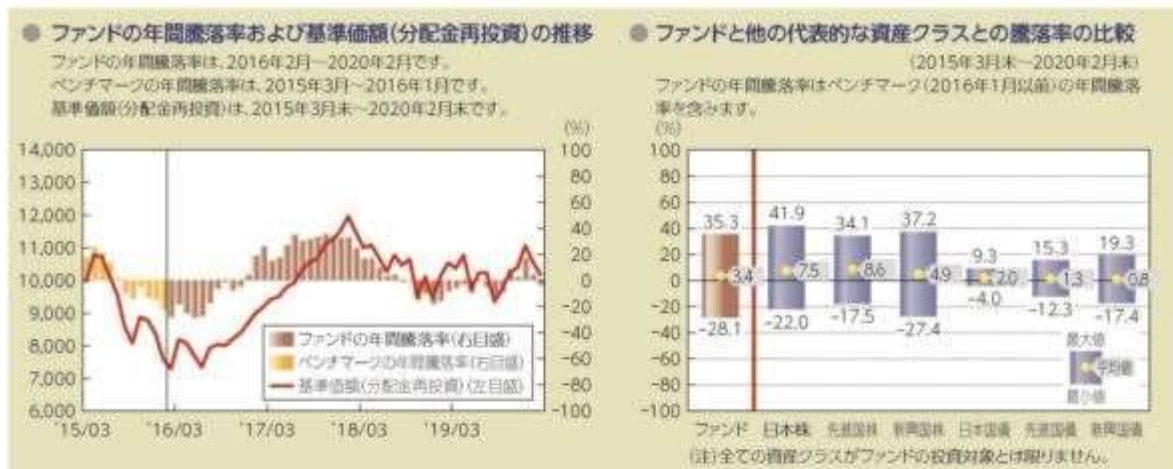 ● ファンドの年間騰落率および基準価額(分配金再投資)の推移
ファンドの年間騰落率は、2016年2月～2020年2月です。
ベンチマークの年間騰落率は、2015年3月～2016年1月です。
基準価額(分配金再投資)は、2015年3月末～2020年2月末です。
(%)
14,000
13,000
12,000
11,000
10,000
9,000
8,000
7,000
6,000
100
80
60
40
20
0
-20
-40
-60
-80
-100
ファンドの年間騰落率(右目盛)
ベンチマークの年間騰落率(右目盛)
基準価額(分配金再投資)(左目盛)
'15/03 '16/03 '17/03 '18/03 '19/03
● ファンドと他の代表的な資産クラスとの騰落率の比較
(2015年3月末～2020年2月末)
ファンドの年間騰落率はベンチマーク(2016年1月以前)の年間騰落
率を含みます。
(%)
100
80
60
40
20
0
-20
-40
-60
-80
-100
35.3 41.9 34.1 37.2 9.3 15.3 19.3
3.4 7.5 8.6 4.9 2.0 1.3 0.8
-28.1 -22.0 -17.5 -27.4 -4.0 -12.3 -17.4
最大値
平均値
最小値
ファンド 日本株 先進国株 新興国株 日本国債 先進国債 新興国債
(注)全ての資産クラスがファンドの投資対象とは限りません。